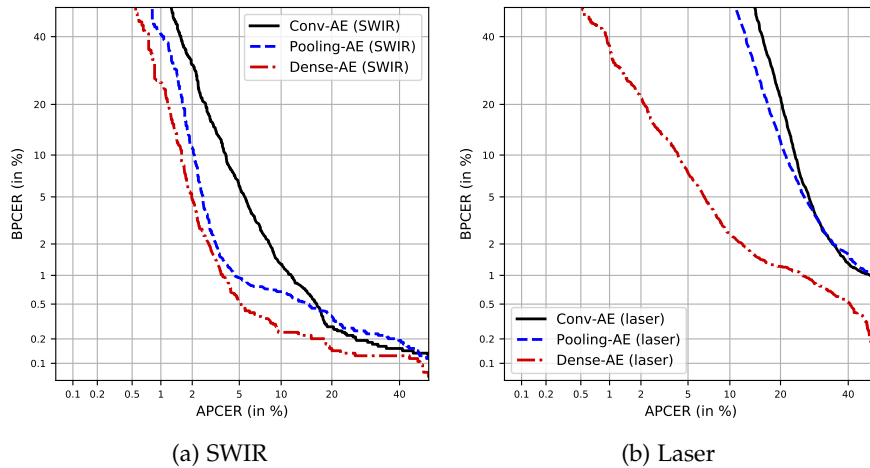 40
20
10
5
2
1
0.5
0.2
0.1
BPCER (in %)
Conv-AE (SWIR)
Pooling-AE (SWIR)
Dense-AE (SWIR)
0.1 0.2 0.5 1 2 5 10 20 40
APCER (in %)
(a) SWIR
40
20
10
5
2
1
0.5
0.2
0.1
BPCER (in %)
Conv-AE (laser)
Pooling-AE (laser)
Dense-AE (laser)
0.1 0.2 0.5 1 2 5 10 20 40
APCER (in %)
(b) Laser